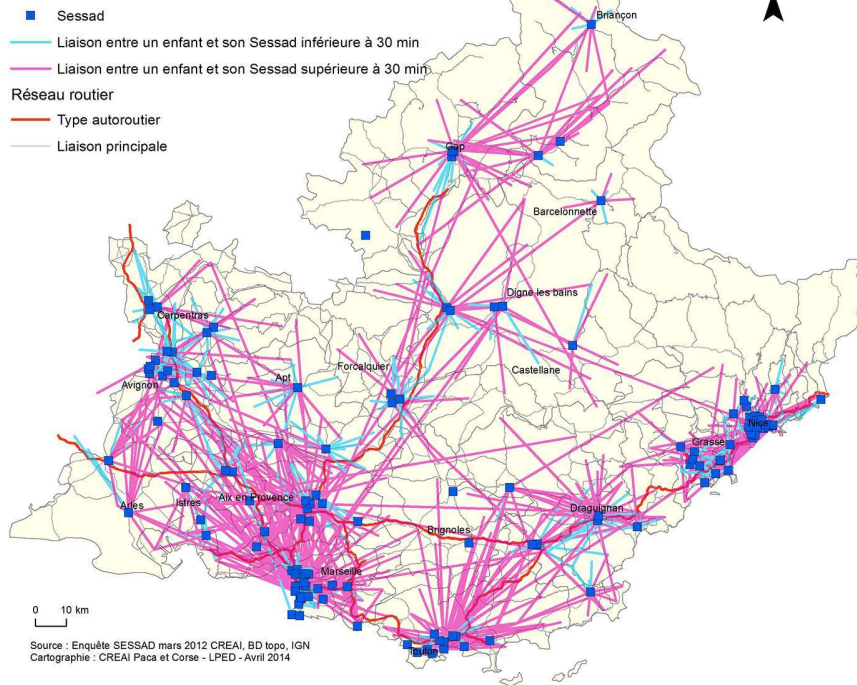 Sessad
Liaison entre un enfant et son Sessad inférieure à 30 min
Liaison entre un enfant et son Sessad supérieure à 30 min
Réseau routier
Type autoroutier
Liaison principale
Briançon
Gap
Barcelonnette
Digne les bains
Carpentras
Forcalquier
Apt
Castellane
Avignon
Nice
Grasse
Aix en Provence
Istres
Arles
Draguignan
Brignoles
Marseille
0 10 km
Toulon
Source : Enquête SESSAD mars 2012 CREAI, BD topo, IGN
Cartographie : CREAI Paca et Corse - LPED - Avril 2014